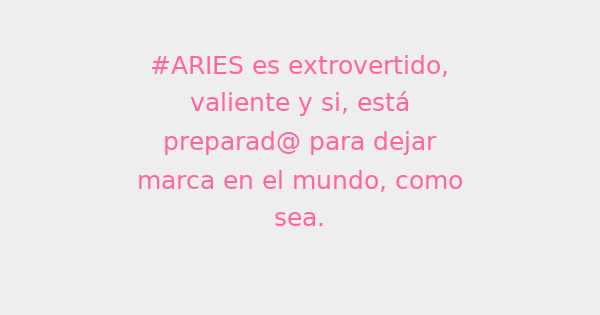 #ARIES es extrovertido,
valiente y si, está
preparad@ para dejar
marca en el mundo, como
sea.